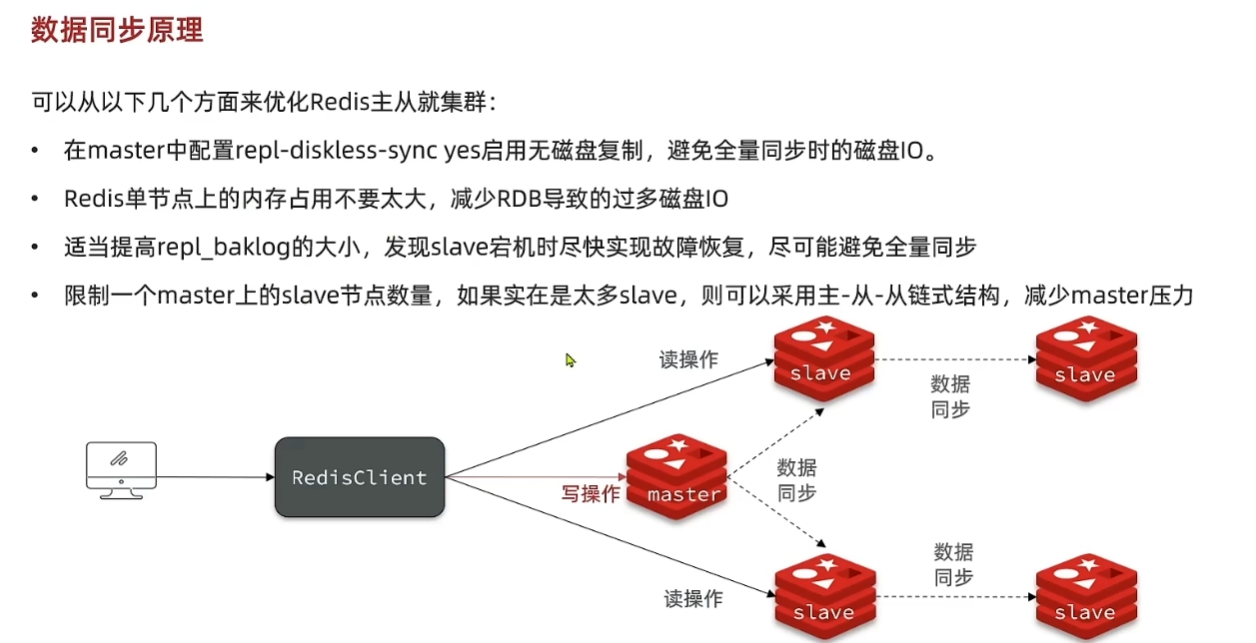 数据同步原理
可以从以下几个方面来优化Redis主从就集群：
• 在master中配置repl-diskless-sync yes启用无磁盘复制，避免全量同步时的磁盘IO。
• Redis单节点上的内存占用不要太大，减少RDB导致的过多磁盘IO
• 适当提高repl_baklog的大小，发现slave宕机时尽快实现故障恢复，尽可能避免全量同步
• 限制一个master上的slave节点数量，如果实在是太多slave，则可以采用主-从-从链式结构，减少master压力
读操作
slave
数据
同步
slave
RedisClient
写操作
master
数据
同步
读操作
slave
数据
同步
slave